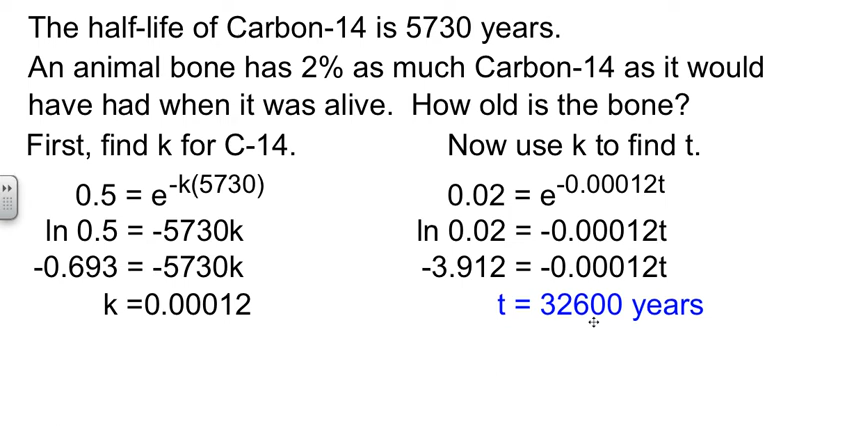 The half-life of Carbon-14 is 5730 years.
An animal bone has 2% as much Carbon-14 as it would
have had when it was alive. How old is the bone?
First, find k for C-14.
0.5 = e^-k(5730)
ln 0.5 = -5730k
-0.693 = -5730k
k =0.00012
Now use k to find t.
0.02 = e^-0.00012t
ln 0.02 = -0.00012t
-3.912 = -0.00012t
t = 32600 years